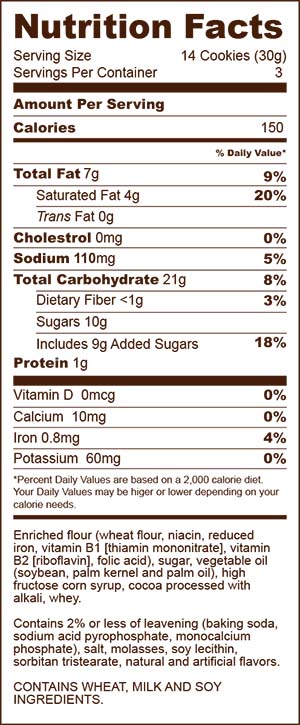 Nutrition Facts
Serving Size 14 Cookies (30g)
Servings Per Container 3
Amount Per Serving
Calories 150
% Daily Value*
Total Fat 7g 9%
Saturated Fat 4g 20%
Trans Fat 0g
Cholestrol 0mg 0%
Sodium 110mg 5%
Total Carbohydrate 21g 8%
Dietary Fiber <1g 3%
Sugars 10g
Includes 9g Added Sugars 18%
Protein 1g
Vitamin D 0mcg 0%
Calcium 10mg 0%
Iron 0.8mg 4%
Potassium 60mg 0%
*Percent Daily Values are based on a 2,000 calorie diet.
Your Daily Values may be higer or lower depending on your
calorie needs.
Enriched flour (wheat flour, niacin, reduced
iron, vitamin B1 [thiamin mononitrate], vitamin
B2 [riboflavin], folic acid), sugar, vegetable oil
(soybean, palm kernel and palm oil), high
fructose corn syrup, cocoa processed with
alkali, whey.
Contains 2% or less of leavening (baking soda,
sodium acid pyrophosphate, monocalcium
phosphate), salt, molasses, soy lecithin,
sorbitan tristearate, natural and artificial flavors.
CONTAINS WHEAT, MILK AND SOY
INGREDIENTS.